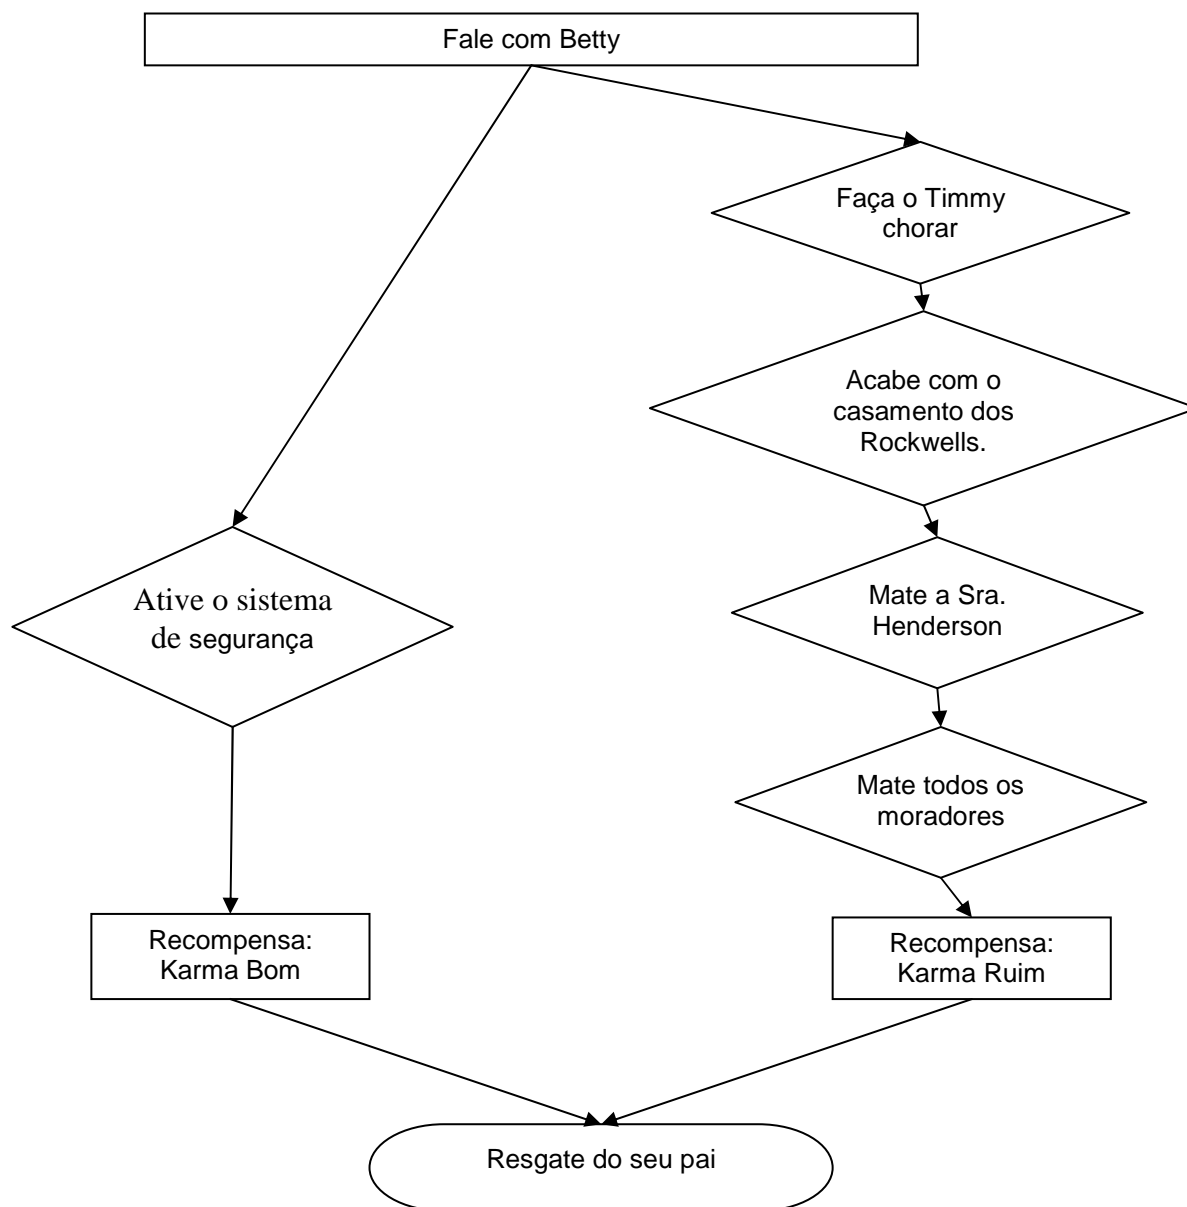 Fale com Betty
Faça o Timmy
chorar
Acabe com o
casamento dos
Rockwells.
Ative o sistema
de segurança
Mate a Sra.
Henderson
Mate todos os
moradores
Recompensa:
Karma Bom
Recompensa:
Karma Ruim
Resgate do seu pai